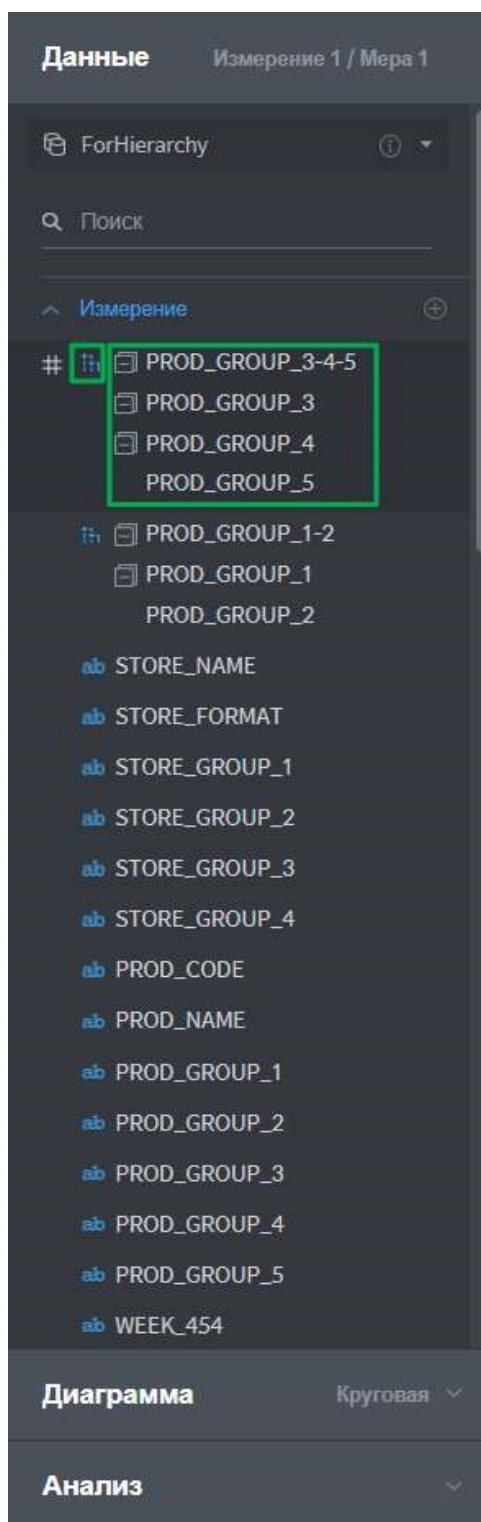 Данные Измерение 1 / Мера 1
ForHierarchy
Поиск
Измерение
# PROD_GROUP_3-4-5
PROD_GROUP_3
PROD_GROUP_4
PROD_GROUP_5
PROD_GROUP_1-2
PROD_GROUP_1
PROD_GROUP_2
ab STORE_NAME
ab STORE_FORMAT
ab STORE_GROUP_1
ab STORE_GROUP_2
ab STORE_GROUP_3
ab STORE_GROUP_4
ab PROD_CODE
ab PROD_NAME
ab PROD_GROUP_1
ab PROD_GROUP_2
ab PROD_GROUP_3
ab PROD_GROUP_4
ab PROD_GROUP_5
ab WEEK_454
Диаграмма Круговая
Анализ